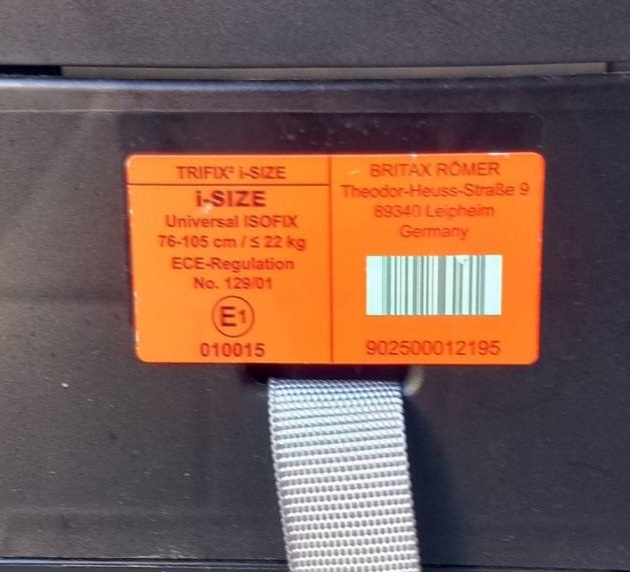 TRIFIX² i-SIZE
i-SIZE
Universal ISOFIX
76-105 cm / ≤ 22 kg
ECE-Regulation
No. 129/01
E1
010015
BRITAX RÖMER
Theodor-Heuss-Straße 9
89340 Leipheim
Germany
902500012195